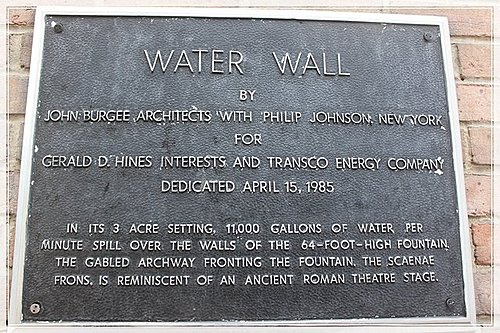 WATER WALL
BY
JOHN BURGEE ARCHITECTS WITH PHILIP JOHNSON, NEW YORK
FOR
GERALD D. HINES INTERESTS AND TRANSCO ENERGY COMPANY
DEDICATED APRIL 15, 1985
IN ITS 3 ACRE SETTING, 11,000 GALLONS OF WATER PER
MINUTE SPILL OVER THE WALLS OF THE 64-FOOT-HIGH FOUNTAIN.
THE GABLED ARCHWAY FRONTING THE FOUNTAIN, THE SCAENAE
FRONS, IS REMINISCENT OF AN ANCIENT ROMAN THEATRE STAGE.